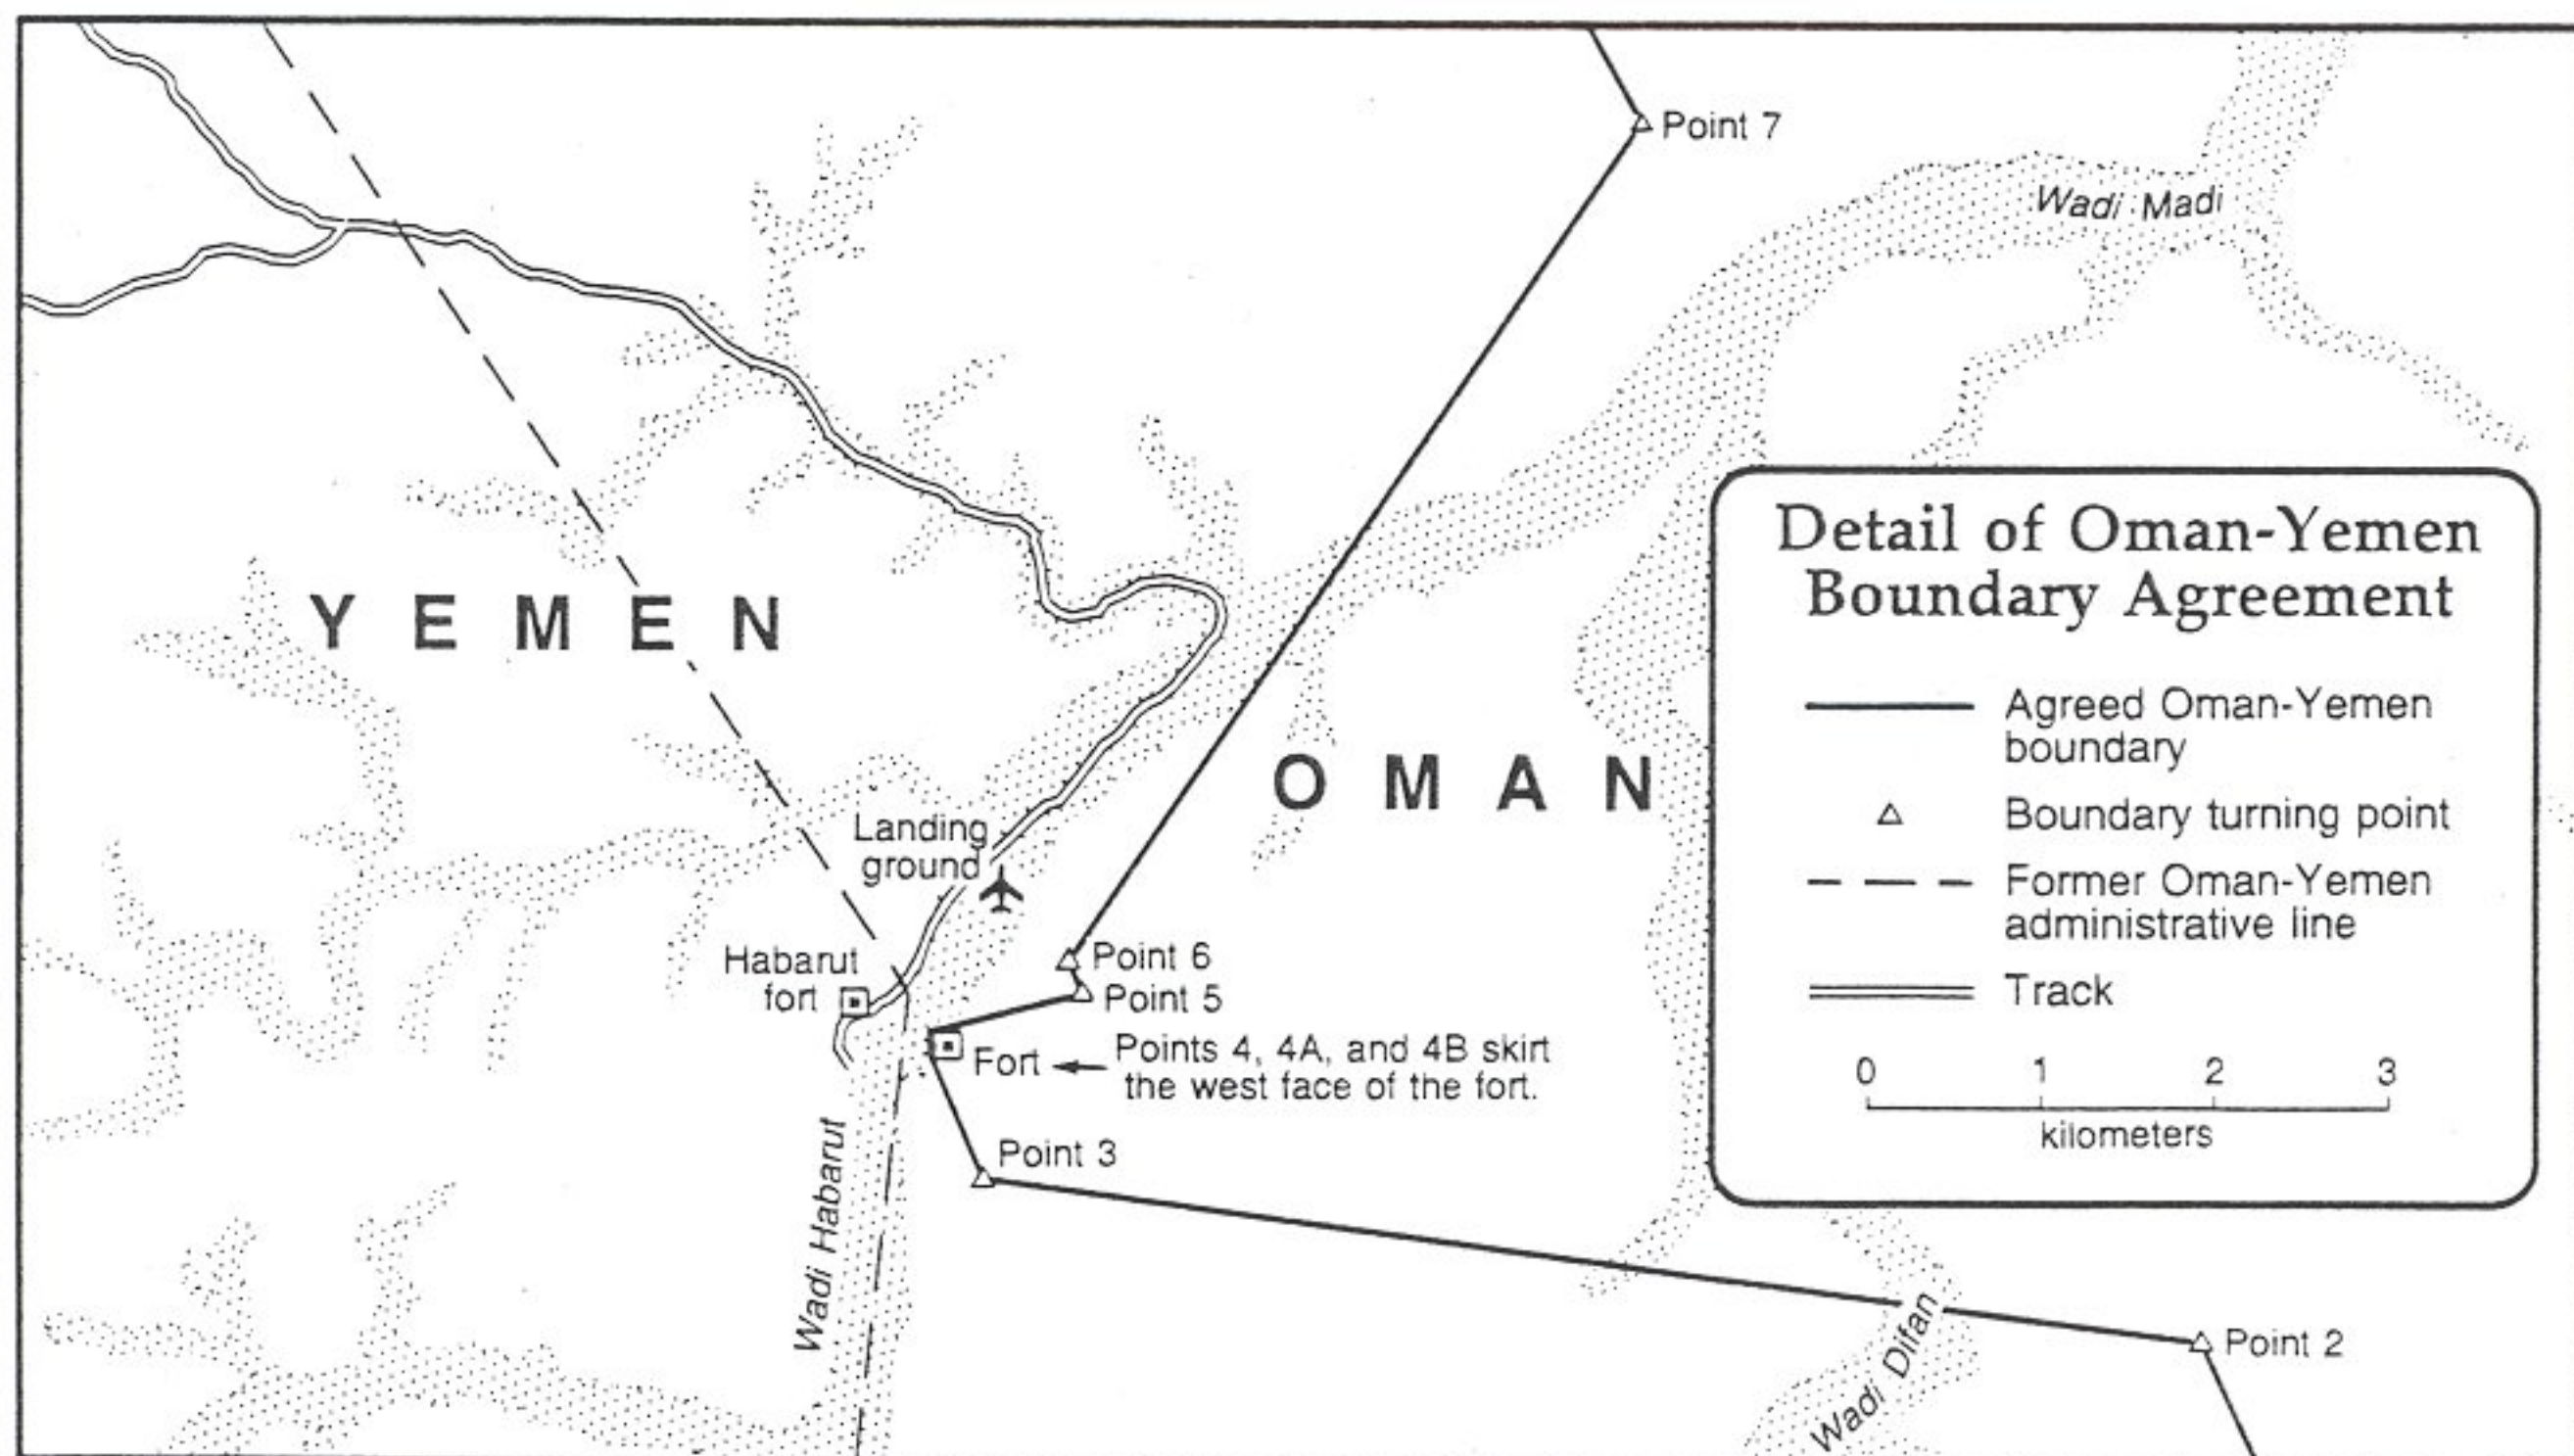 Point 7
Wadi Madi
Detail of Oman-Yemen
Boundary Agreement
YEMEN
Agreed Oman-Yemen
boundary
OMAN
Boundary turning point
Landing
ground
Former Oman-Yemen
administrative line
Habarut
fort
Point 6
Point 5
Track
Fort
Points 4, 4A, and 4B skirt
the west face of the fort.
0 1 2 3
kilometers
Point 3
Wadi Habarut
Wadi Difan
Point 2